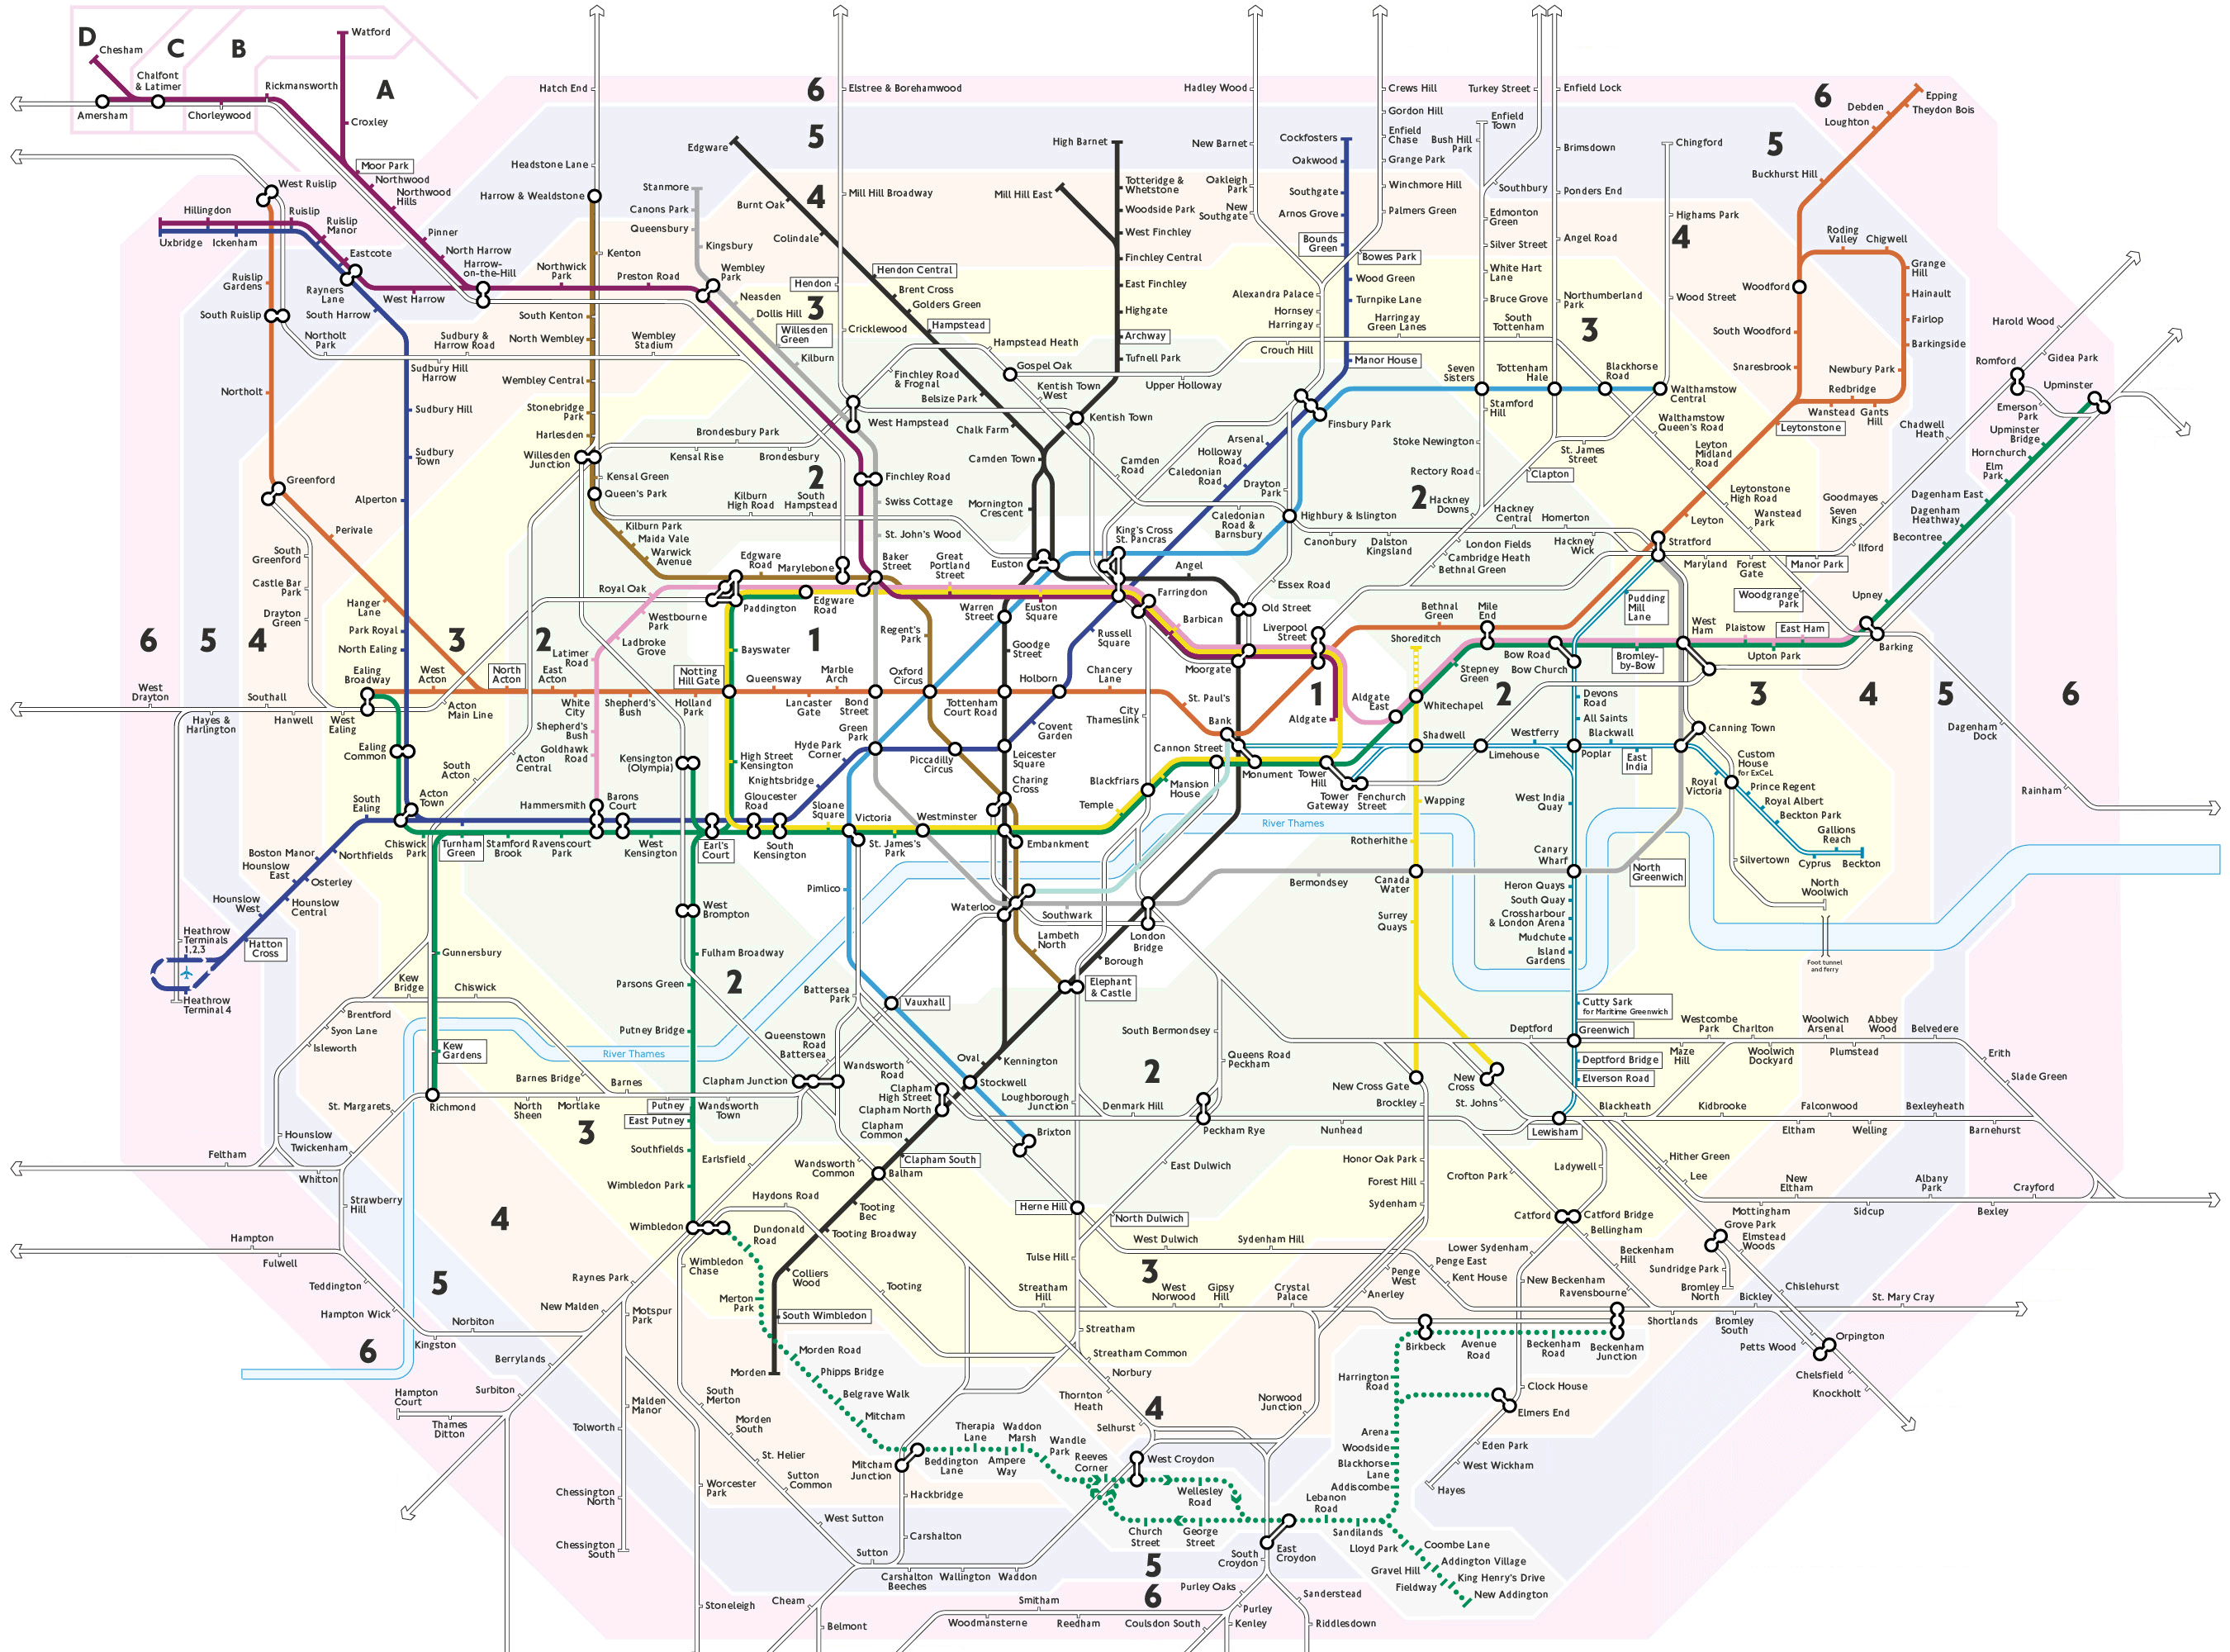 D
C
B
A
Chesham
Chalfont
& Latimer
Amersham
Chorleywood
Rickmansworth
Watford
Croxley
Moor Park
Northwood
Northwood
Hills
Pinner
North Harrow
Harrow-
on-the-Hill
Northwick
Park
Preston Road
Hatch End
Headstone Lane
Harrow & Wealdstone
Kenton
South Kenton
North Wembley
Wembley Central
Stonebridge
Park
Harlesden
Willesden
Junction
Kensal Green
Queen's Park
Kilburn Park
Maida Vale
Warwick
Avenue
6
5
4
3
2
1
Elstree & Borehamwood
Mill Hill Broadway
Hendon
Cricklewood
Edgware
Burnt Oak
Colindale
Hendon Central
Brent Cross
Golders Green
Hampstead
Hampstead Heath
Gospel Oak
Finchley Road
& Frognal
Belsize Park
Chalk Farm
Camden Town
Mornington
Crescent
Stanmore
Canons Park
Queensbury
Kingsbury
Wembley
Park
Neasden
Dollis Hill
Willesden
Green
Kilburn
West Hampstead
Finchley Road
Swiss Cottage
St. John's Wood
Baker
Street
High Barnet
Totteridge &
Whetstone
Woodside Park
West Finchley
Mill Hill East
Finchley Central
East Finchley
Highgate
Archway
Tufnell Park
Kentish Town
Kentish Town
West
Upper Holloway
Crouch Hill
Hadley Wood
New Barnet
Oakleigh
Park
New
Southgate
Alexandra Palace
Hornsey
Harringay
Cockfosters
Oakwood
Southgate
Arnos Grove
Bounds
Green
Wood Green
Turnpike Lane
Harringay
Green Lanes
Manor House
Finsbury Park
Crews Hill
Gordon Hill
Enfield
Chase
Grange Park
Winchmore Hill
Palmers Green
Bowes Park
Turkey Street
Enfield Lock
Enfield
Town
Bush Hill
Park
Southbury
Brimsdown
Ponders End
Edmonton
Green
Silver Street
White Hart
Lane
Bruce Grove
Angel Road
Northumberland
Park
South
Tottenham
Seven
Sisters
Tottenham
Hale
Blackhorse
Road
Walthamstow
Central
Chingford
Highams Park
Wood Street
4
3
Stamford
Hill
Stoke Newington
Rectory Road
Hackney
Downs
Clapton
St. James
Street
Walthamstow
Queen's Road
Leyton
Midland
Road
Leytonstone
High Road
Wanstead
Park
6
5
Epping
Theydon Bois
Debden
Loughton
Buckhurst Hill
Roding
Valley
Chigwell
Grange
Hill
Hainault
Fairlop
Barkingside
Newbury Park
Redbridge
Wanstead
Gants
Hill
Woodford
South Woodford
Snaresbrook
Leytonstone
Leyton
Stratford
Harold Wood
Gidea Park
Romford
Emerson
Park
Upminster
Upminster
Bridge
Hornchurch
Elm
Park
Dagenham East
Dagenham
Heathway
Becontree
Upney
Chadwell
Heath
Goodmayes
Seven
Kings
Ilford
Manor Park
Forest
Gate
Maryland
Woodgrange
Park
Barking
East Ham
Upton Park
Plaistow
West
Ham
Bromley-
by-Bow
Pudding
Mill
Lane
Bow Road
Bow Church
Mile
End
Bethnal
Green
Stepney
Green
Shoreditch
Whitechapel
Aldgate
East
Aldgate
Liverpool
Street
Moorgate
Old Street
Essex Road
Angel
Highbury & Islington
Canonbury
Dalston
Kingsland
Hackney
Central
Homerton
Hackney
Wick
London Fields
Cambridge Heath
Bethnal Green
2
Drayton
Park
Arsenal
Holloway
Road
Caledonian
Road
Caledonian
Road &
Barnsbury
Camden
Road
King's Cross
St. Pancras
Farringdon
Barbican
Russell
Square
Euston
Euston
Square
Warren
Street
Great
Portland
Street
Regent's
Park
Goodge
Street
Oxford
Circus
Tottenham
Court Road
Holborn
Chancery
Lane
St. Paul's
Bank
City
Thameslink
Covent
Garden
Leicester
Square
Piccadilly
Circus
Charing
Cross
Green
Park
Hyde Park
Corner
Knightsbridge
Bond
Street
Marble
Arch
Lancaster
Gate
Queensway
Notting
Hill Gate
Holland
Park
Shepherd's
Bush
White
City
East
Acton
North
Acton
West
Acton
Ealing
Broadway
West
Ealing
Hanwell
Southall
Hayes &
Harlington
West
Drayton
6
5
4
3
2
1
West Ruislip
Hillingdon
Uxbridge
Ickenham
Ruislip
Ruislip
Manor
Eastcote
Rayners
Lane
West Harrow
South Harrow
Ruislip
Gardens
South Ruislip
Northolt
Park
Sudbury &
Harrow Road
Sudbury Hill
Harrow
Wembley
Stadium
Northolt
Sudbury Hill
Sudbury
Town
Alperton
Greenford
Perivale
South
Greenford
Castle Bar
Park
Drayton
Green
Hanger
Lane
Park Royal
North Ealing
Acton
Main Line
Ealing
Common
South
Acton
Acton
Town
Acton
Central
South
Ealing
Northfields
Boston Manor
Osterley
Hounslow
East
Hounslow
Central
Hounslow
West
Hatton
Cross
Heathrow
Terminals
1,2,3
Heathrow
Terminal 4
Chiswick
Park
Turnham
Green
Stamford
Brook
Ravenscourt
Park
Hammersmith
Barons
Court
West
Kensington
Earl's
Court
Gloucester
Road
South
Kensington
Sloane
Square
Victoria
St. James's
Park
Westminster
Embankment
Temple
Blackfriars
Mansion
House
Cannon Street
Monument
Tower
Hill
Tower
Gateway
Fenchurch
Street
Brondesbury Park
Kensal Rise
Brondesbury
Kilburn
High Road
South
Hampstead
Edgware
Road
Marylebone
Paddington
Edgware
Road
Bayswater
Royal Oak
Westbourne
Park
Ladbroke
Grove
Latimer
Road
Shepherd's
Bush
Goldhawk
Road
Kensington
(Olympia)
High Street
Kensington
Shadwell
Limehouse
Westferry
Poplar
Blackwall
East
India
All Saints
Devons
Road
Canning Town
Custom
House
for ExCeL
Royal
Victoria
Prince Regent
Royal Albert
Beckton Park
Gallions
Reach
Cyprus
Beckton
Silvertown
North
Woolwich
Foot tunnel
and ferry
Dagenham
Dock
Rainham
1
2
3
4
5
6
Wapping
Rotherhithe
Canada
Water
Surrey
Quays
New Cross Gate
New
Cross
Bermondsey
West India
Quay
Canary
Wharf
North
Greenwich
Heron Quays
South Quay
Crossharbour
& London Arena
Mudchute
Island
Gardens
Cutty Sark
for Maritime Greenwich
Greenwich
Deptford Bridge
Elverson Road
Lewisham
Deptford
St. Johns
River Thames
River Thames
Pimlico
Vauxhall
Waterloo
Southwark
London
Bridge
Lambeth
North
Borough
Elephant
& Castle
Kennington
Oval
Stockwell
Clapham
High Street
Clapham North
Clapham
Common
Clapham South
Balham
Tooting
Bec
Tooting Broadway
Colliers
Wood
South Wimbledon
Morden
Brixton
Loughborough
Junction
Denmark Hill
Peckham Rye
Nunhead
South Bermondsey
Queens Road
Peckham
East Dulwich
North Dulwich
Herne Hill
Tulse Hill
West Dulwich
Sydenham Hill
2
3
West
Brompton
Fulham Broadway
Parsons Green
Putney Bridge
Putney
East Putney
Southfields
Wimbledon Park
Wimbledon
Clapham Junction
Wandsworth
Town
Queenstown
Road
Battersea
Battersea
Park
Wandsworth
Road
Wandsworth
Common
Earlsfield
Haydons Road
Tooting
2
3
4
5
6
Gunnersbury
Kew
Gardens
Richmond
Kew
Bridge
Chiswick
Brentford
Syon Lane
Isleworth
Barnes Bridge
Barnes
North
Sheen
Mortlake
St. Margarets
Hounslow
Twickenham
Feltham
Whitton
Strawberry
Hill
Hampton
Fulwell
Teddington
Hampton Wick
Kingston
Norbiton
New Malden
Raynes Park
Berrylands
Surbiton
Hampton
Court
Thames
Ditton
Motspur
Park
Malden
Manor
Tolworth
Chessington
North
Chessington
South
Worcester
Park
Stoneleigh
Wimbledon
Chase
South
Merton
Morden
South
St. Helier
Sutton
Common
West Sutton
Sutton
Cheam
Belmont
Dundonald
Road
Merton
Park
Morden Road
Phipps Bridge
Belgrave Walk
Mitcham
Mitcham
Junction
Beddington
Lane
Therapia
Lane
Ampere
Way
Waddon
Marsh
Wandle
Park
Reeves
Corner
West Croydon
Wellesley
Road
Church
Street
George
Street
East
Croydon
South
Croydon
Lebanon
Road
Sandilands
Lloyd Park
Coombe Lane
Gravel Hill
Addington Village
Fieldway
King Henry's Drive
New Addington
Addiscombe
Blackhorse
Lane
Woodside
Arena
Harrington
Road
Birkbeck
Avenue
Road
Beckenham
Road
Beckenham
Junction
Elmers End
Clock House
Eden Park
West Wickham
Hayes
Hackbridge
Carshalton
Carshalton
Beeches
Wallington
Waddon
Smitham
Woodmansterne
Reedham
Coulsdon South
Kenley
Purley
Purley Oaks
Sanderstead
Riddlesdown
4
5
6
Streatham
Hill
Streatham
Streatham Common
Norbury
Thornton
Heath
Selhurst
Norwood
Junction
West
Norwood
Gipsy
Hill
Crystal
Palace
Anerley
Penge
West
Penge East
Kent House
Sydenham
Forest Hill
Honor Oak Park
Brockley
Crofton Park
Ladywell
Catford
Catford Bridge
Bellingham
Lower Sydenham
Beckenham
Hill
New Beckenham
Ravensbourne
Shortlands
Bromley
South
Bickley
St. Mary Cray
Petts Wood
Orpington
Chelsfield
Knockholt
Chislehurst
Elmstead
Woods
Grove Park
Sundridge Park
Bromley
North
Hither Green
Lee
Mottingham
New
Eltham
Sidcup
Albany
Park
Bexley
Crayford
Blackheath
Kidbrooke
Eltham
Falconwood
Welling
Bexleyheath
Barnehurst
Maze
Hill
Westcombe
Park
Charlton
Woolwich
Dockyard
Woolwich
Arsenal
Plumstead
Abbey
Wood
Belvedere
Erith
Slade Green